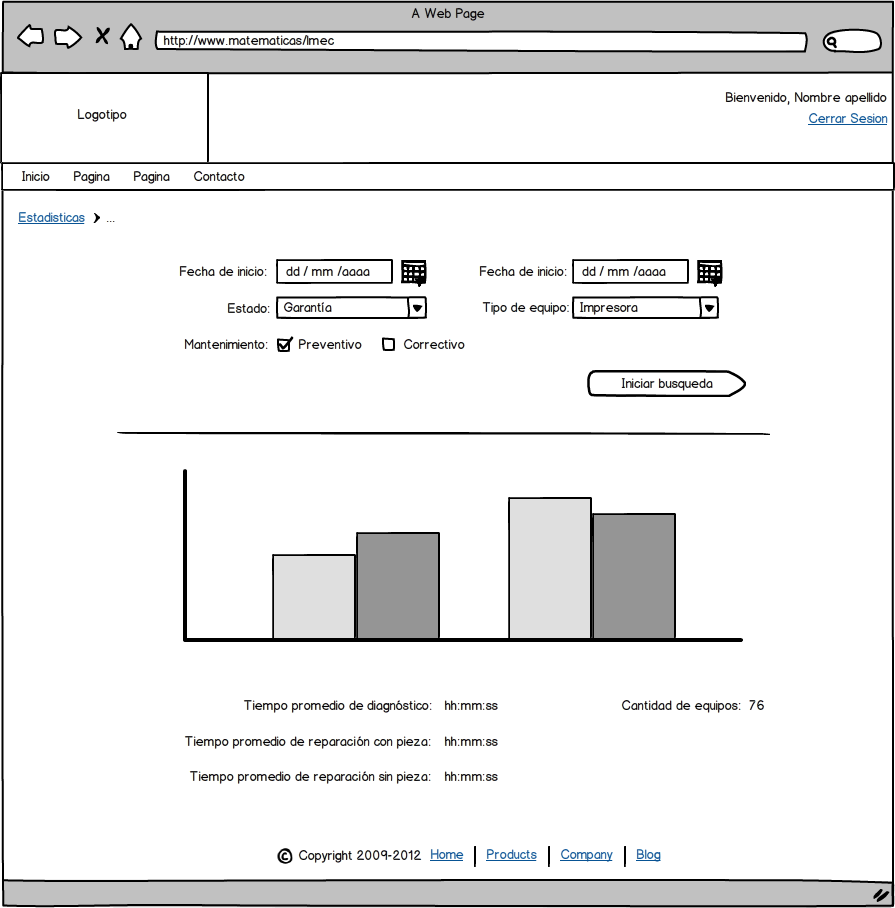 A Web Page
http://www.matematicas/lmec
Logotipo
Bienvenido, Nombre apellido
Cerrar Sesion
Inicio Pagina Pagina Contacto
Estadisticas ...
Fecha de inicio: dd / mm /aaaa Fecha de inicio: dd / mm /aaaa
Estado: Garantía Tipo de equipo: Impresora
Mantenimiento: Preventivo Correctivo
Iniciar busqueda
Tiempo promedio de diagnóstico: hh:mm:ss Cantidad de equipos: 76
Tiempo promedio de reparación con pieza: hh:mm:ss
Tiempo promedio de reparación sin pieza: hh:mm:ss
© Copyright 2009-2012 Home | Products | Company | Blog